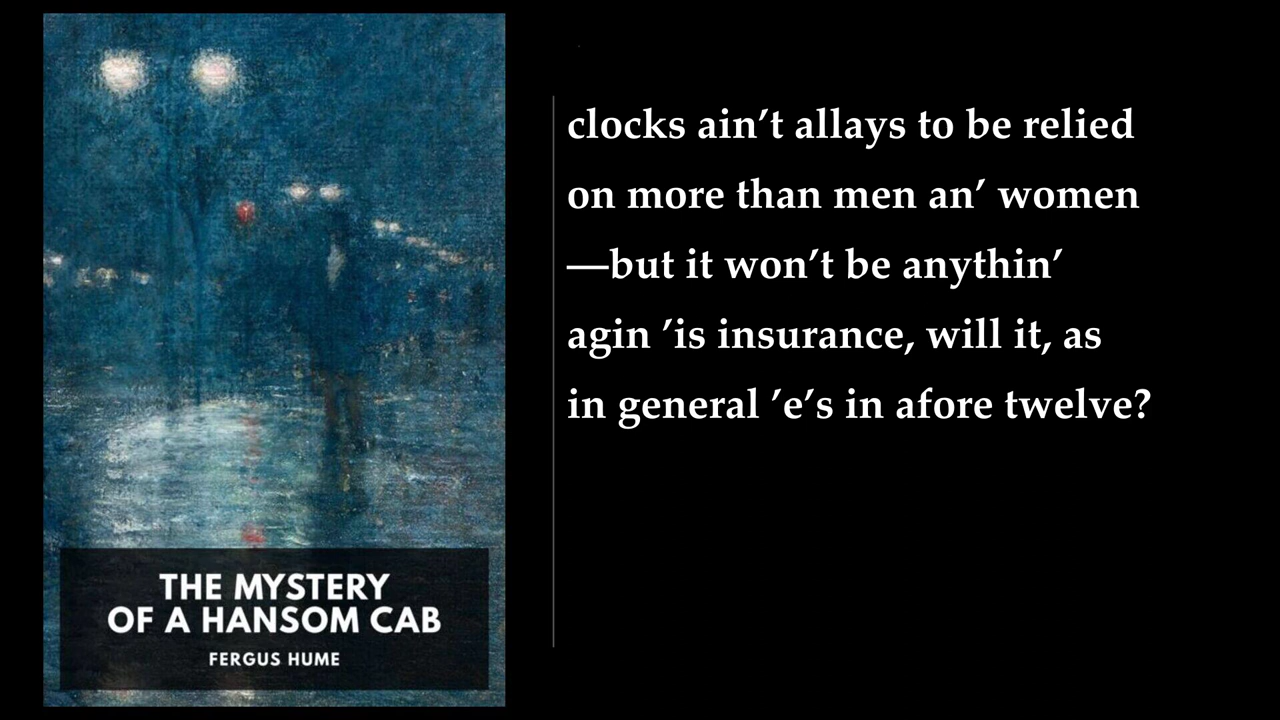 clocks ain’t allays to be relied
on more than men an’ women
—but it won’t be anythin’
agin ’is insurance, will it, as
in general ’e’s in afore twelve?
THE MYSTERY
OF A HANSOM CAB
FERGUS HUME